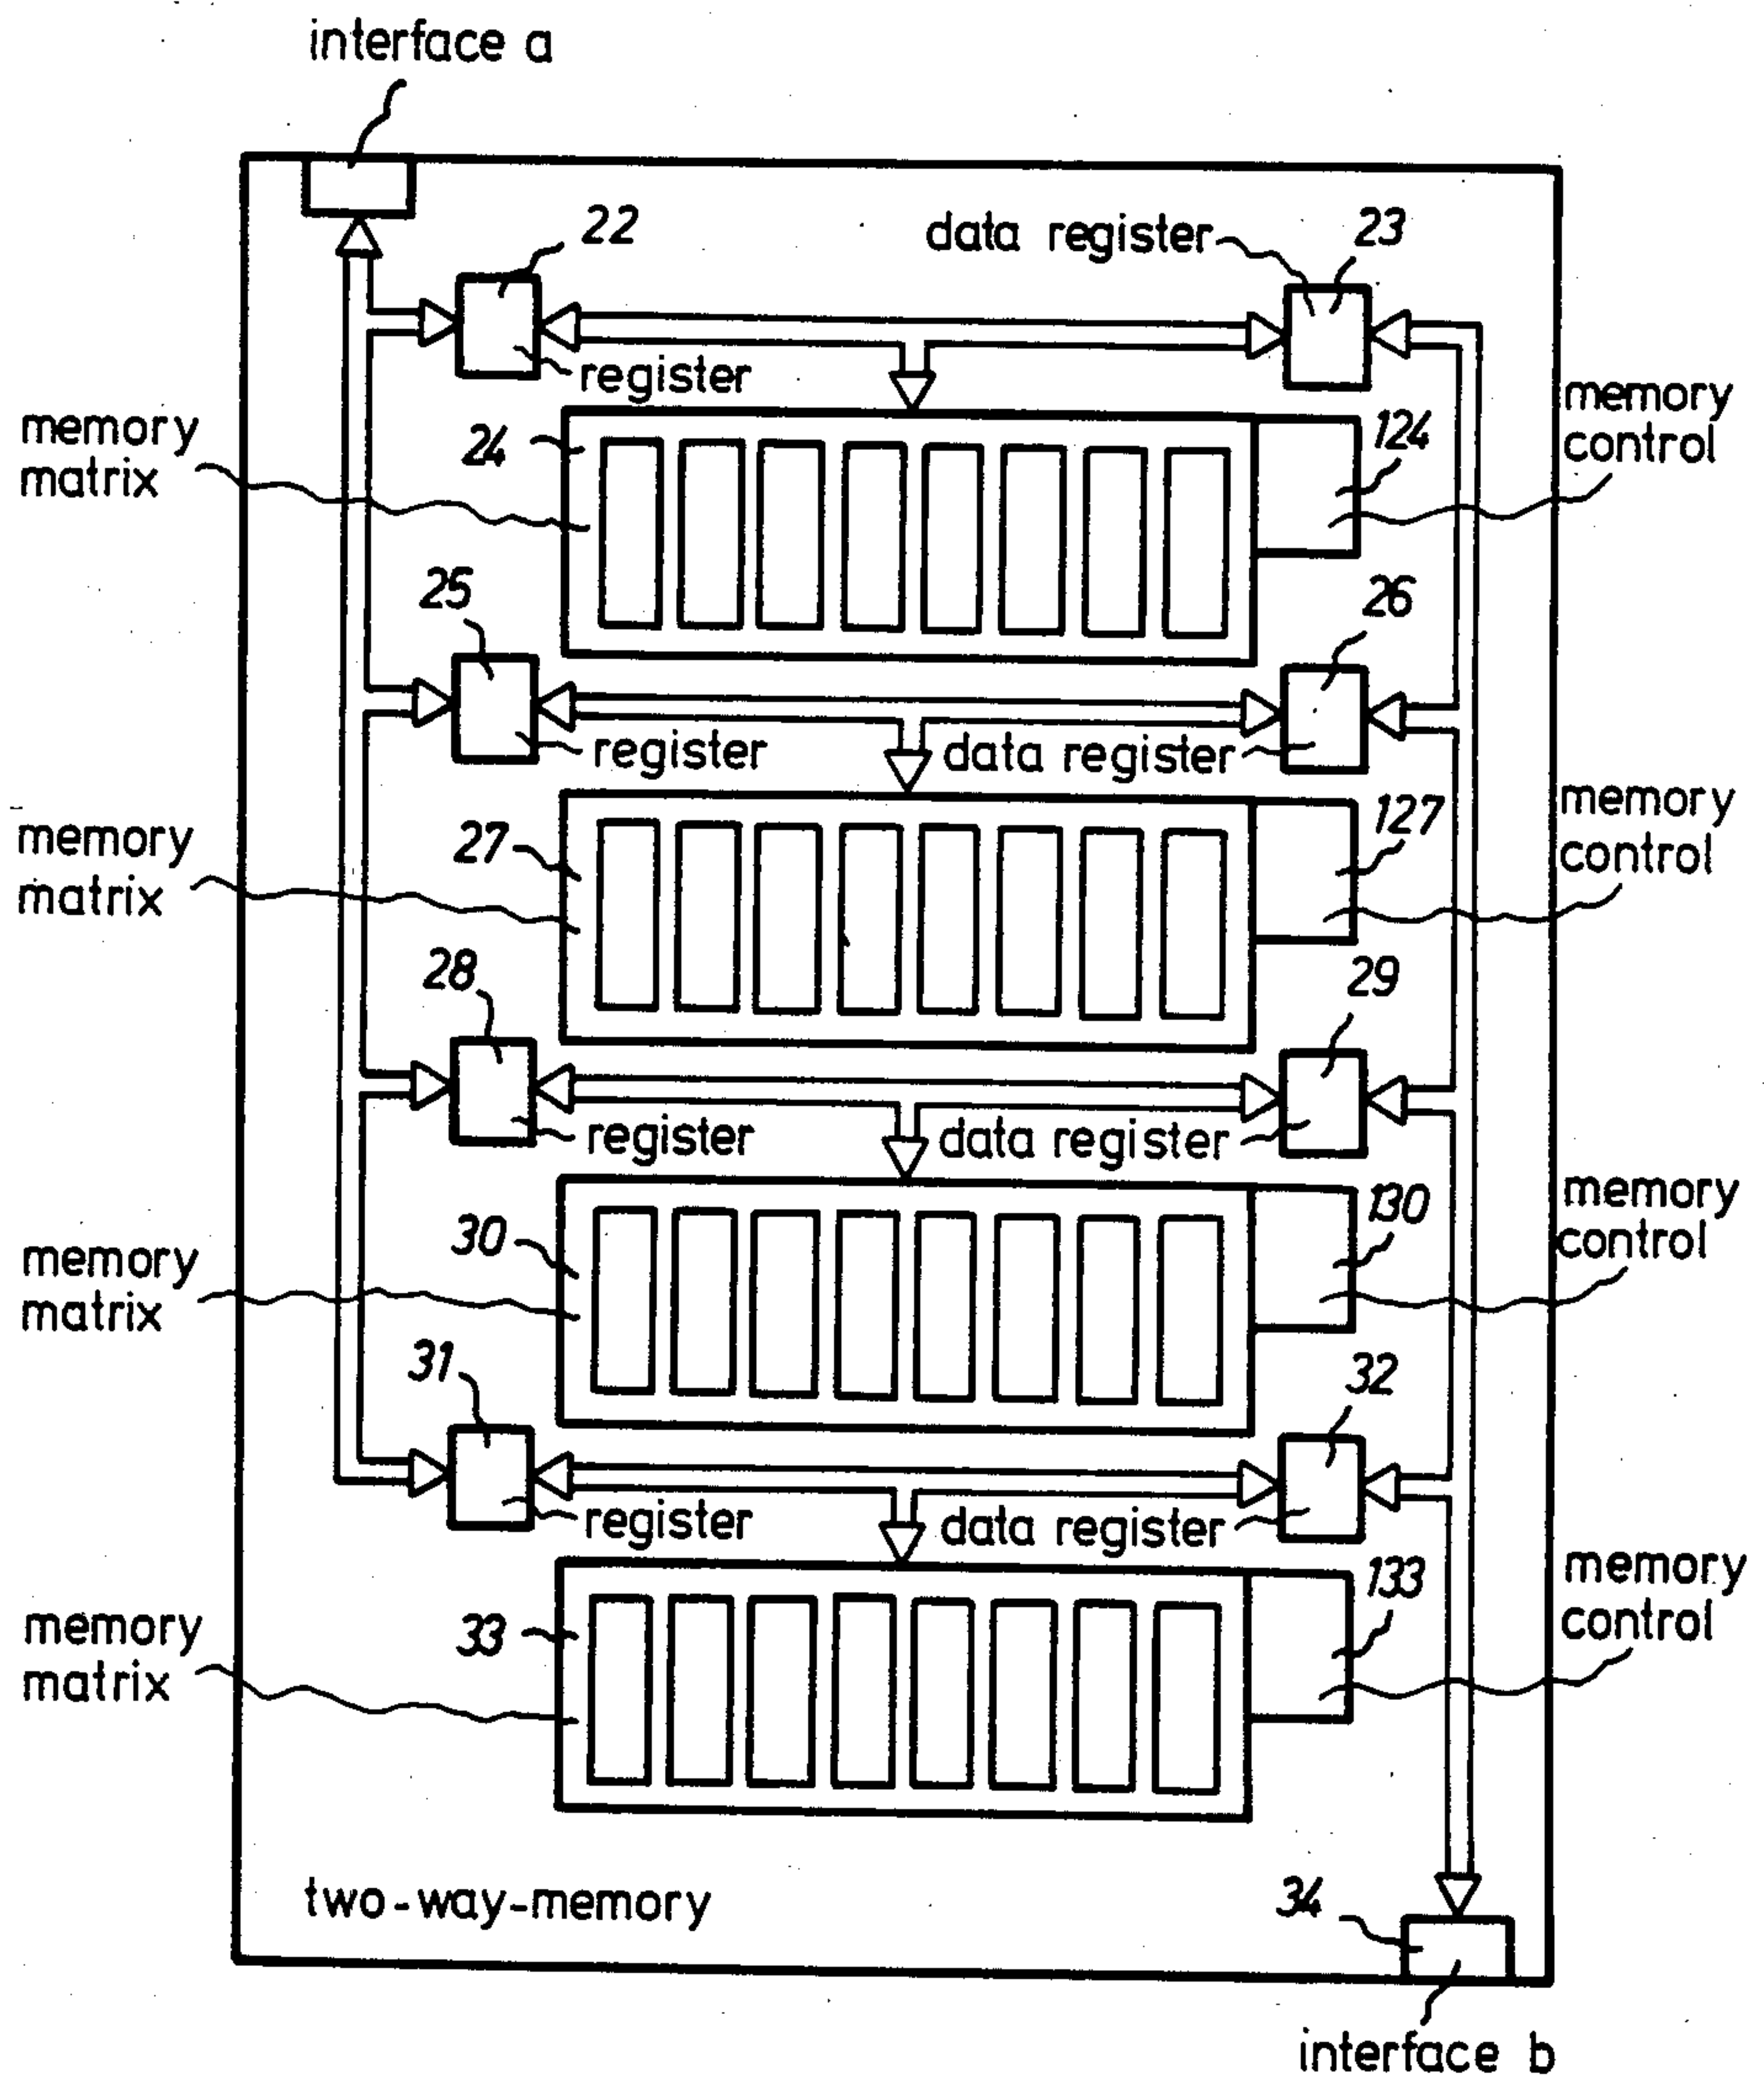 interface a
22
data register
23
register
memory
matrix
24
124
memory
control
25
26
register
data register
memory
matrix
27
127
memory
control
28
29
register
data register
memory
matrix
30
130
memory
control
31
32
register
data register
memory
matrix
33
133
memory
control
two-way-memory
34
interface b